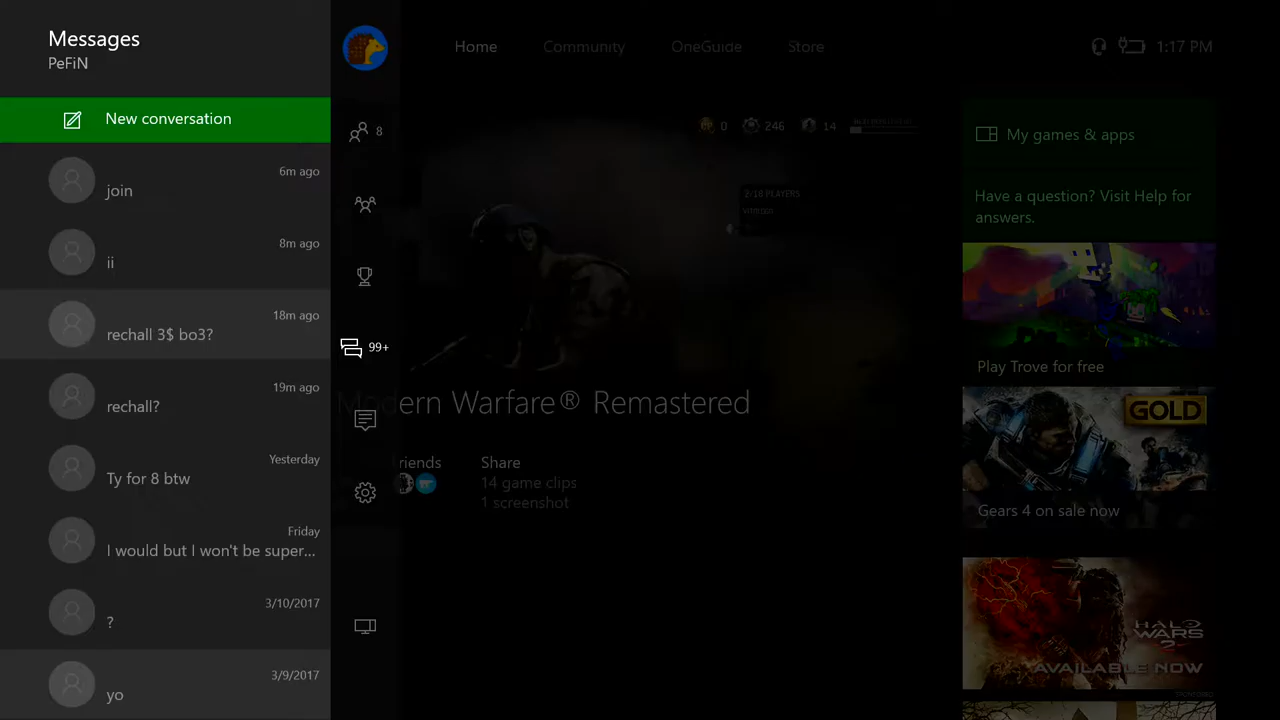 Messages
PeFiN
New conversation
6m ago
join
8m ago
ii
18m ago
rechall 3$ bo3?
19m ago
rechall?
Yesterday
Ty for 8 btw
Friday
I would but I won't be super...
3/10/2017
?
3/9/2017
yo
8
99+
Home Community OneGuide Store
1:17 PM
0 246 14
2/18 PLAYERS
Modern Warfare® Remastered
riends
Share
14 game clips
1 screenshot
My games & apps
Have a question? Visit Help for
answers.
Play Trove for free
GOLD
Gears 4 on sale now
HALO
WARS
2
AVAILABLE NOW